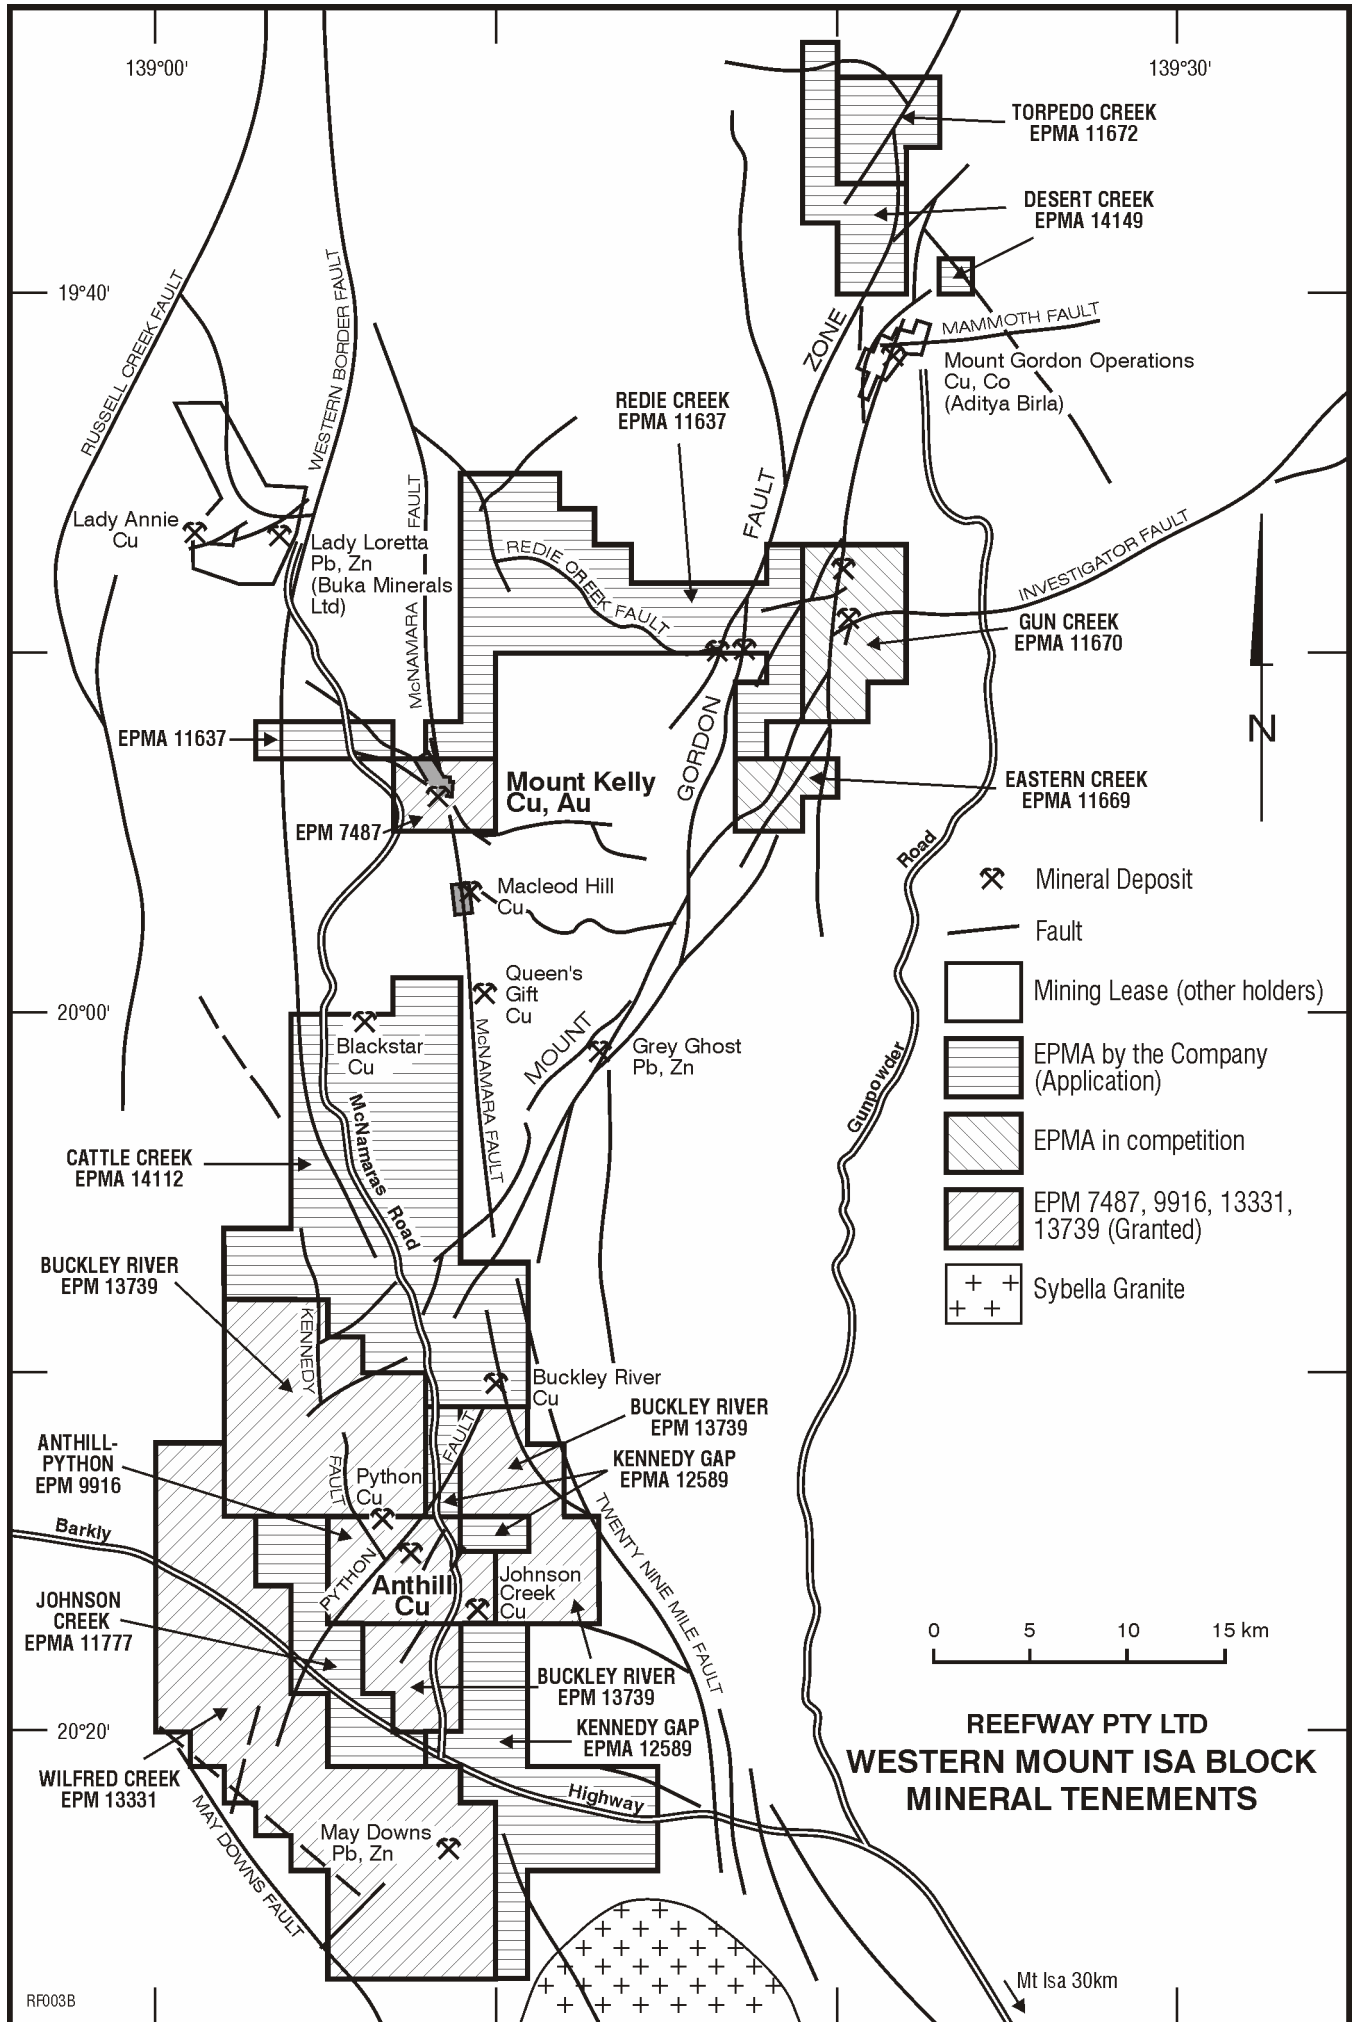 139°00'
139°30'
TORPEDO CREEK
EPMA 11672
DESERT CREEK
EPMA 14149
19°40'
RUSSELL CREEK FAULT
WESTERN BORDER FAULT
ZONE
MAMMOTH FAULT
Mount Gordon Operations
Cu, Co
(Aditya Birla)
REDIE CREEK
EPMA 11637
FAULT
FAULT
Lady Annie
Cu
Lady Loretta
Pb, Zn
(Buka Minerals
Ltd)
REDIE CREEK FAULT
INVESTIGATOR FAULT
McNAMARA
GUN CREEK
EPMA 11670
GORDON
EPMA 11637
N
Mount Kelly
Cu, Au
EASTERN CREEK
EPMA 11669
EPM 7487
Road
Macleod Hill
Cu
Mineral Deposit
Fault
Queen's
Gift
Cu
Mining Lease (other holders)
20°00'
MOUNT
Blackstar
Cu
Grey Ghost
Pb, Zn
EPMA by the Company
(Application)
McNAMARA FAULT
Gunpowder
McNamaras Road
EPMA in competition
CATTLE CREEK
EPMA 14112
EPM 7487, 9916, 13331,
13739 (Granted)
BUCKLEY RIVER
EPM 13739
Sybella Granite
KENNEDY
Buckley River
Cu
BUCKLEY RIVER
EPM 13739
ANTHILL-
PYTHON
EPM 9916
FAULT
FAULT
KENNEDY GAP
EPMA 12589
Python
Cu
TWENTY NINE MILE FAULT
Barkly
PYTHON
Anthill
Cu
Johnson
Creek
Cu
JOHNSON
CREEK
EPMA 11777
0 5 10 15 km
BUCKLEY RIVER
EPM 13739
20°20'
KENNEDY GAP
EPMA 12589
REEFWAY PTY LTD
WESTERN MOUNT ISA BLOCK
MINERAL TENEMENTS
WILFRED CREEK
EPM 13331
Highway
MAY DOWNS FAULT
May Downs
Pb, Zn
Mt Isa 30km
RF003B